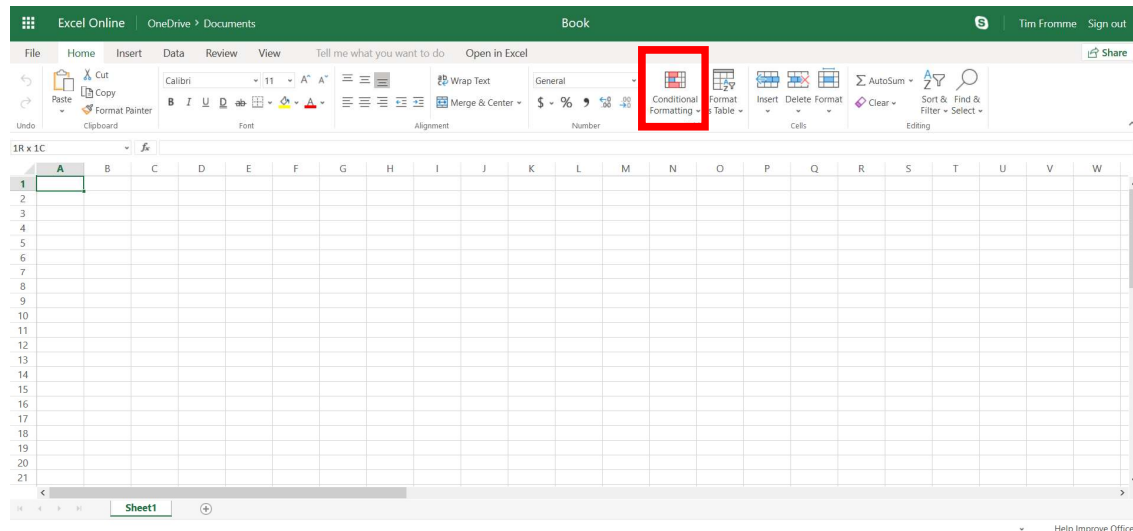 Excel Online OneDrive > Documents Book Tim Fromme Sign out
File Home Insert Data Review View Tell me what you want to do Open in Excel Share
Cut
Copy
Paste
Format Painter
Calibri 11 A A
B I U D ab A
Wrap Text
Merge & Center
General
$ % 9 .00 .00
Conditional Formatting
Format
s Table
Insert Delete Format
AutoSum
Clear
Sort & Filter
Find & Select
Undo Clipboard Font Alignment Number Cells Editing
1R x 1C fx
A B C D E F G H I J K L M N O P Q R S T U V W
1
2
3
4
5
6
7
8
9
10
11
12
13
14
15
16
17
18
19
20
21
Sheet1
Help Improve Office